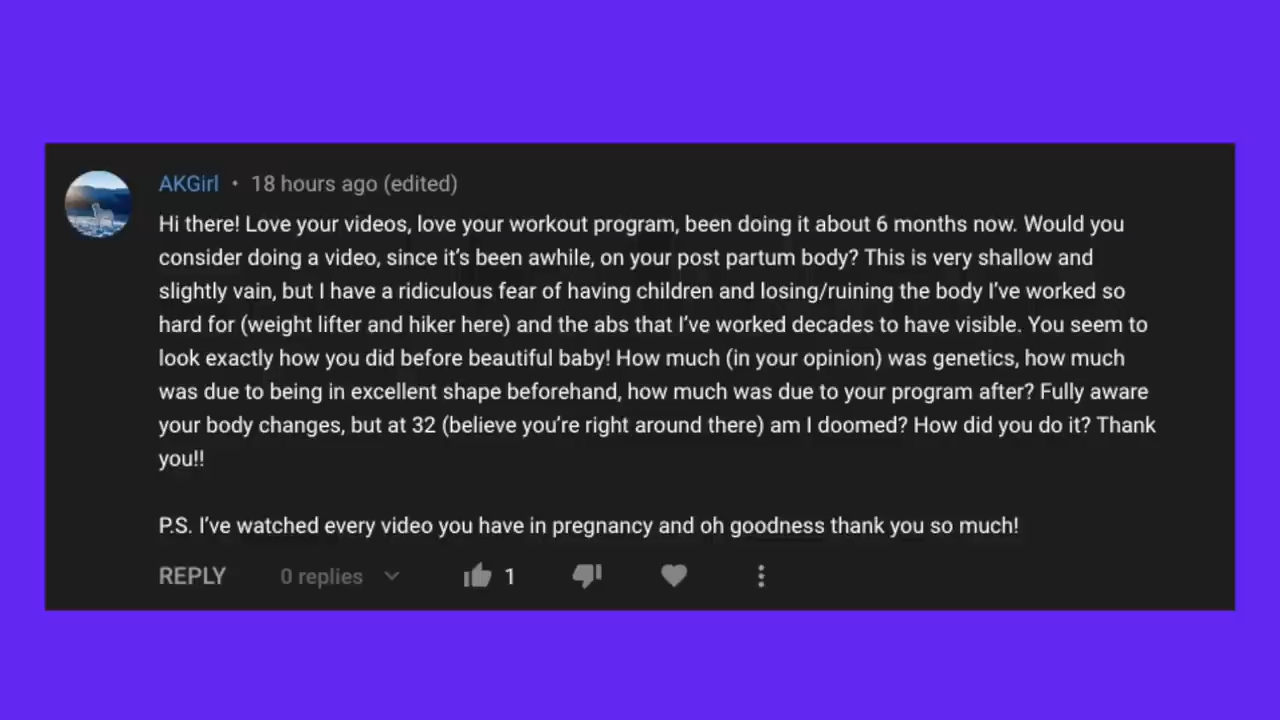 AKGirl • 18 hours ago (edited)
Hi there! Love your videos, love your workout program, been doing it about 6 months now. Would you
consider doing a video, since it's been awhile, on your post partum body? This is very shallow and
slightly vain, but I have a ridiculous fear of having children and losing/ruining the body I've worked so
hard for (weight lifter and hiker here) and the abs that I've worked decades to have visible. You seem to
look exactly how you did before beautiful baby! How much (in your opinion) was genetics, how much
was due to being in excellent shape beforehand, how much was due to your program after? Fully aware
your body changes, but at 32 (believe you're right around there) am I doomed? How did you do it? Thank
you!!
P.S. I've watched every video you have in pregnancy and oh goodness thank you so much!
REPLY 0 replies 1